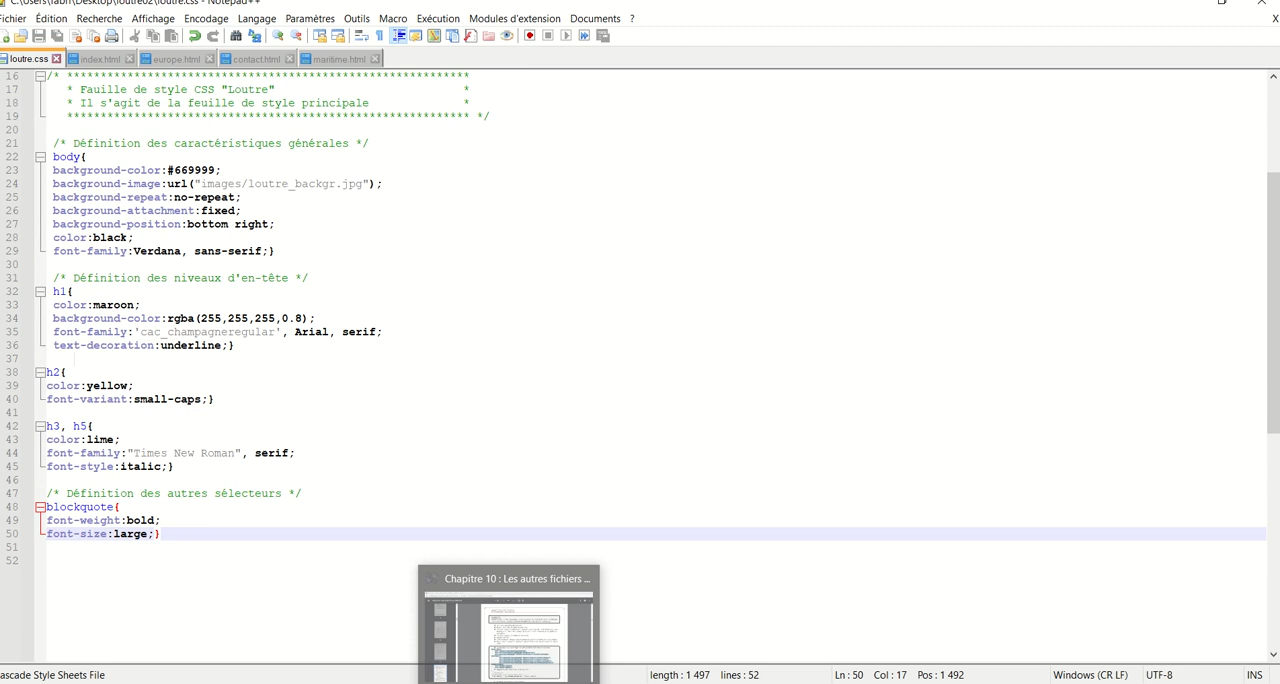 C:\Users\fabri\Desktop\loutre02\loutre.css - Notepad++
ichier Édition Recherche Affichage Encodage Langage Paramètres Outils Macro Exécution Modules d'extension Documents ? X
loutre.css index.html europe.html contact.html maritime.html
16 /* ************************************************************
17 * Fauille de style CSS "Loutre" *
18 * Il s'agit de la feuille de style principale *
19 ************************************************************ */
20
21 /* Définition des caractéristiques générales */
22 body{
23 background-color:#669999;
24 background-image:url("images/loutre_backgr.jpg");
25 background-repeat:no-repeat;
26 background-attachment:fixed;
27 background-position:bottom right;
28 color:black;
29 font-family:Verdana, sans-serif;}
30
31 /* Définition des niveaux d'en-tête */
32 h1{
33 color:maroon;
34 background-color:rgba(255,255,255,0.8);
35 font-family:'cac_champagneregular', Arial, serif;
36 text-decoration:underline;}
37
38 h2{
39 color:yellow;
40 font-variant:small-caps;}
41
42 h3, h5{
43 color:lime;
44 font-family:"Times New Roman", serif;
45 font-style:italic;}
46
47 /* Définition des autres sélecteurs */
48 blockquote{
49 font-weight:bold;
50 font-size:large;}
51
52
Chapitre 10 : Les autres fichiers ...
ascade Style Sheets File length : 1 497 lines : 52 Ln : 50 Col : 17 Pos : 1 492 Windows (CR LF) UTF-8 INS